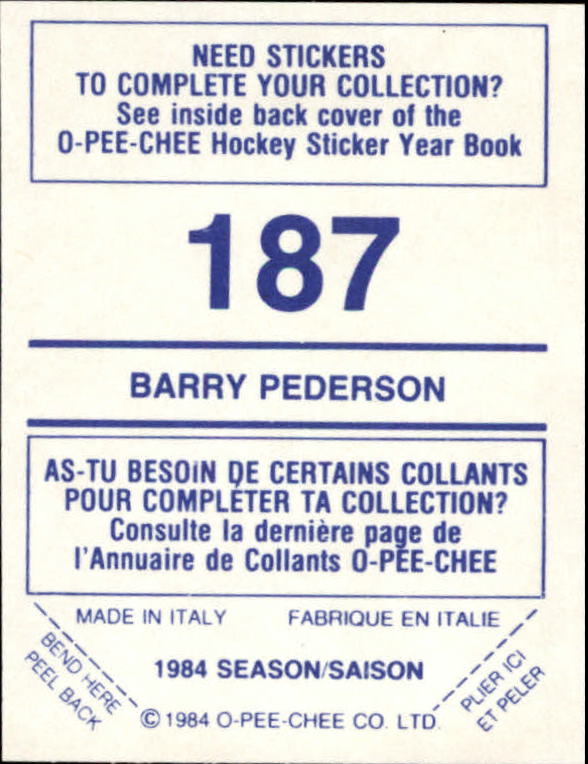 NEED STICKERS
TO COMPLETE YOUR COLLECTION?
See inside back cover of the
O-PEE-CHEE Hockey Sticker Year Book
187
BARRY PEDERSON
AS-TU BESOIN DE CERTAINS COLLANTS
POUR COMPLÉTER TA COLLECTION?
Consulte la dernière page de
l'Annuaire de Collants O-PEE-CHEE
MADE IN ITALY FABRIQUE EN ITALIE
BEND HERE
PEEL BACK
1984 SEASON/SAISON
PLIER ICI
ET PELER
© 1984 O-PEE-CHEE CO. LTD.